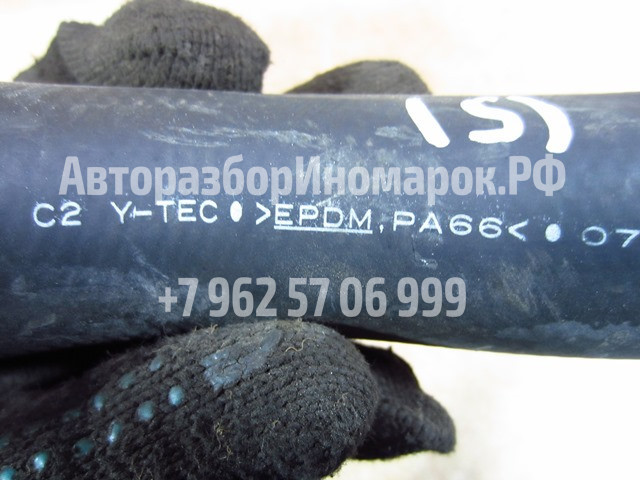 (S)
АвторазборИномарок.РФ
C2 Y-TEC • >EPDM,PA66< • 07
+7 962 57 06 999